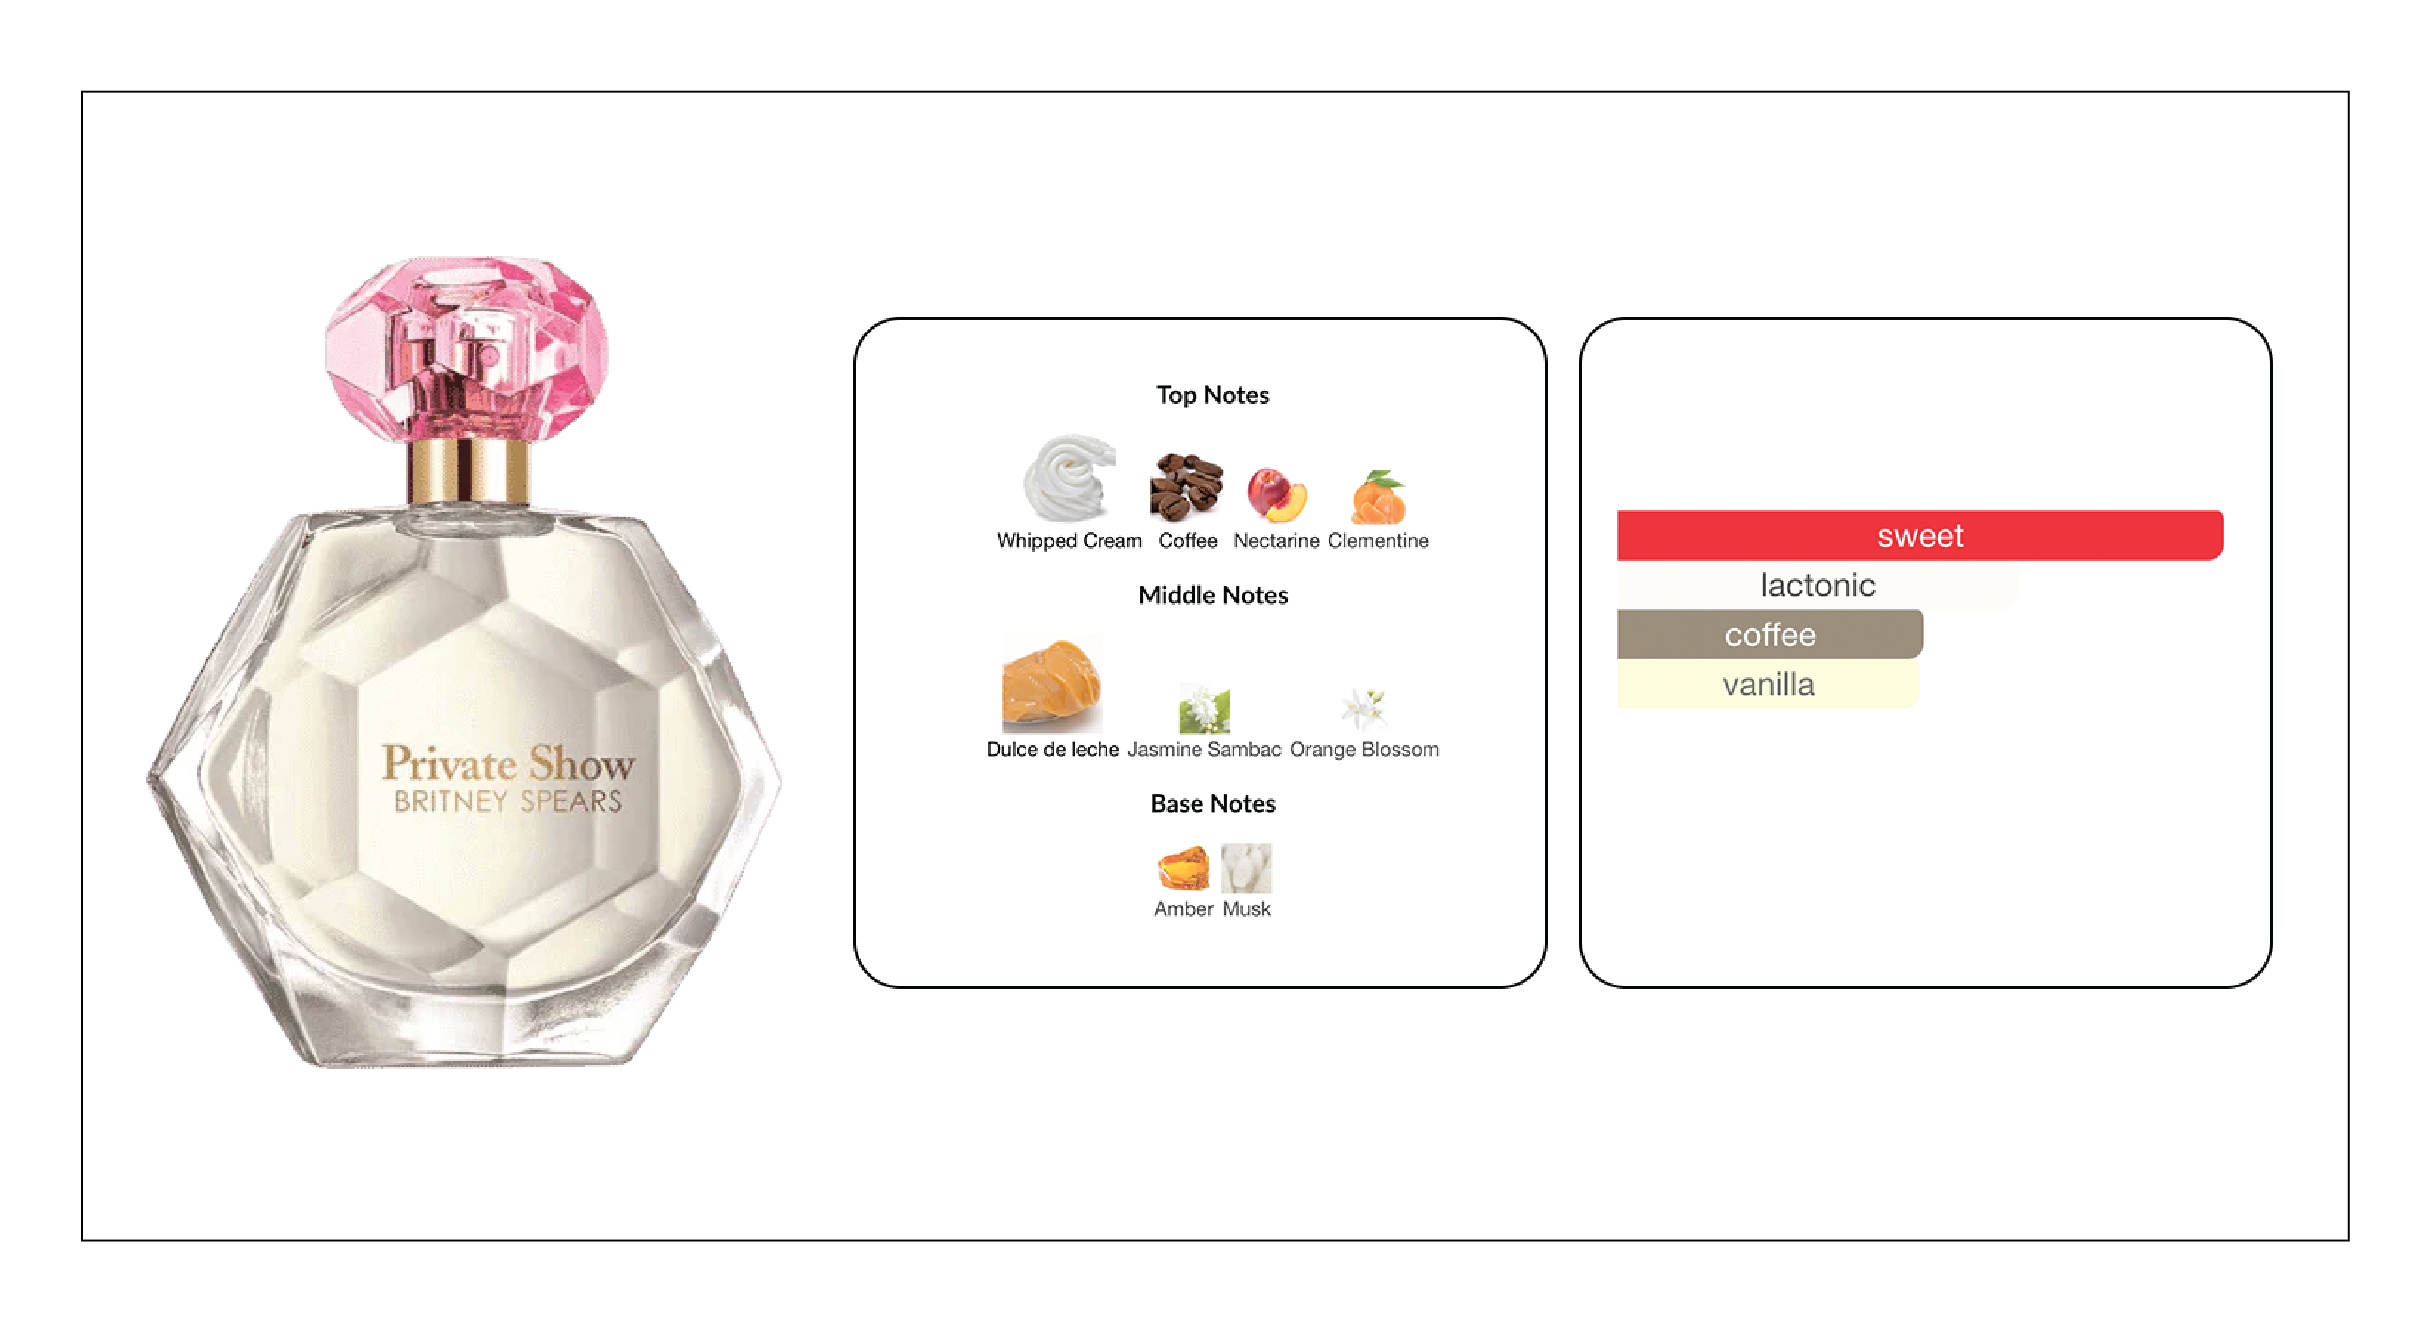 Private Show
BRITNEY SPEARS
Top Notes
Whipped Cream Coffee Nectarine Clementine
Middle Notes
Dulce de leche Jasmine Sambac Orange Blossom
Base Notes
Amber Musk
sweet
lactonic
coffee
vanilla